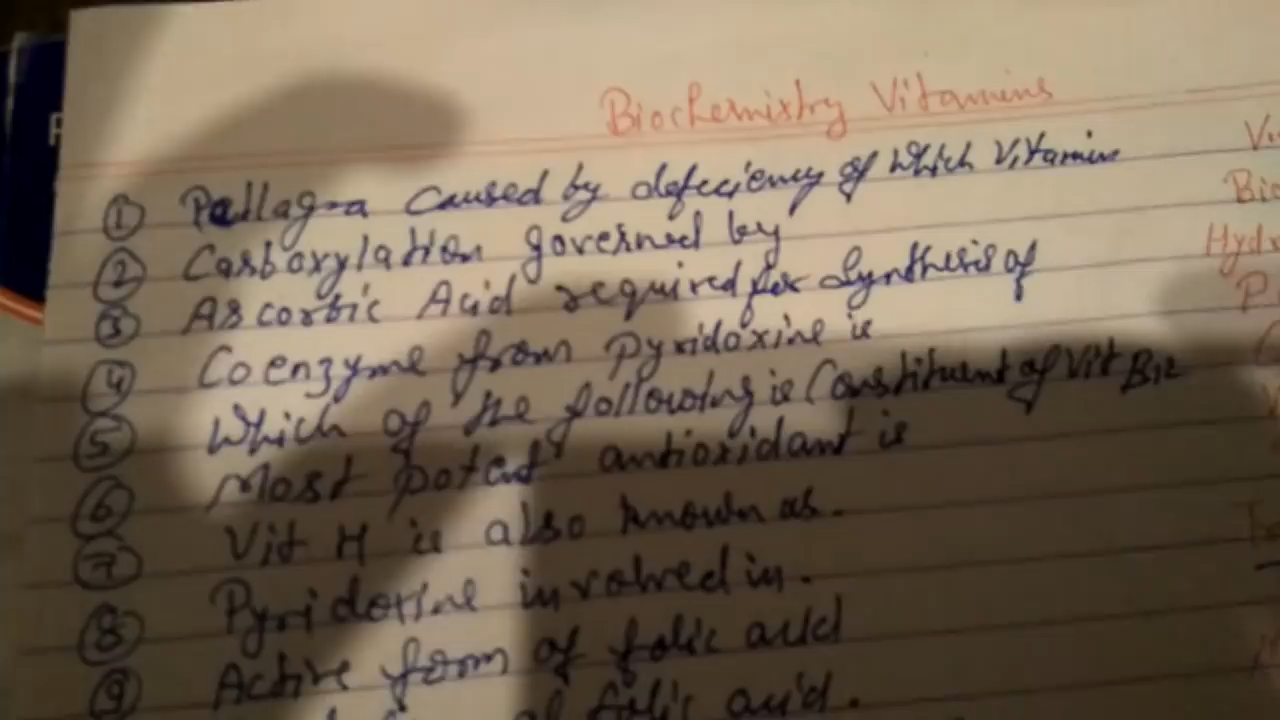 Biochemistry Vitamins
① Pellagra caused by defeciency of which Vitamin
② Carboxylation governed by
③ Ascorbic Acid required for Synthesis of
④ Coenzyme from Pyridoxine is
⑤ Which of the following is Constituent of Vit B12
⑥ Most potent antioxidant is
⑦ Vit H is also known as.
⑧ Pyridoxine involved in.
⑨ Active form of folic acid
of folic acid.
V
Bio
Hydr
P